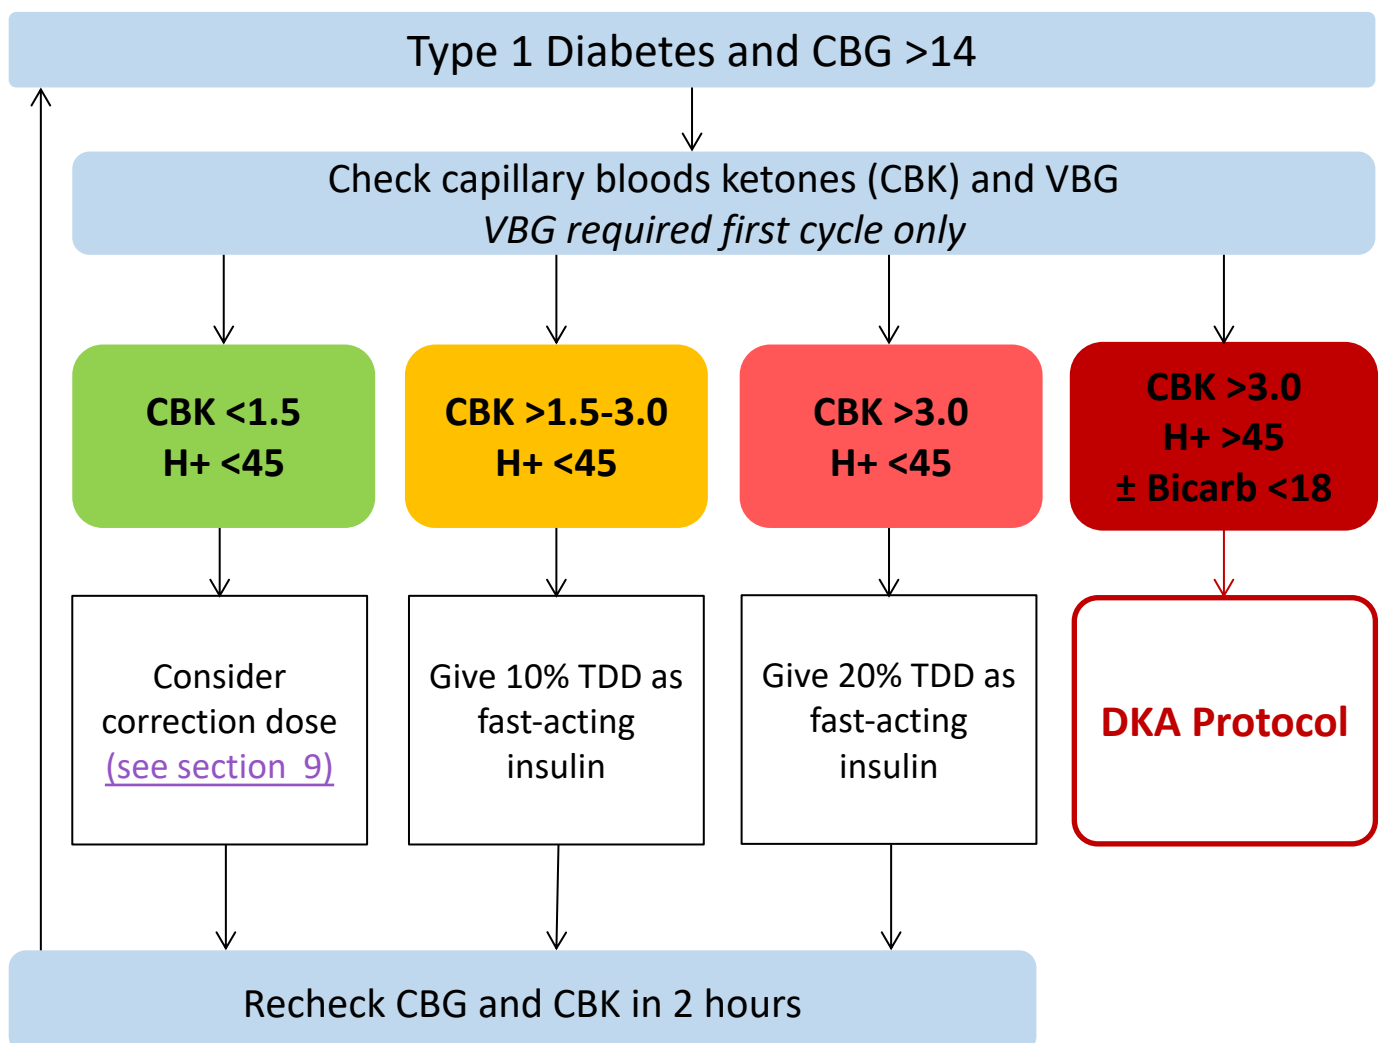 Type 1 Diabetes and CBG >14
Check capillary bloods ketones (CBK) and VBG
VBG required first cycle only
CBK <1.5
H+ <45
CBK >1.5-3.0
H+ <45
CBK >3.0
H+ <45
CBK >3.0
H+ >45
± Bicarb <18
Consider
correction dose
(see section 9)
Give 10% TDD as
fast-acting
insulin
Give 20% TDD as
fast-acting
insulin
DKA Protocol
Recheck CBG and CBK in 2 hours